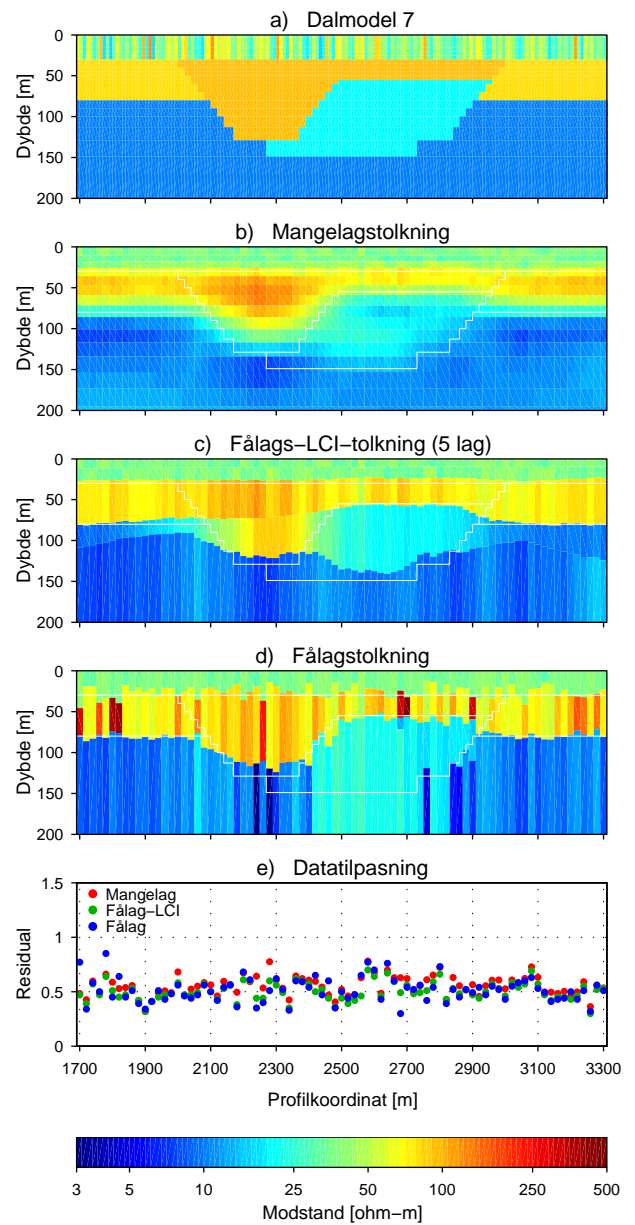 a) Dalmodel 7
0
50
100
150
200
Dybde [m]
b) Mangelagstolkning
0
50
100
150
200
Dybde [m]
c) Fålags−LCI−tolkning (5 lag)
0
50
100
150
200
Dybde [m]
d) Fålagstolkning
0
50
100
150
200
Dybde [m]
e) Datatilpasning
1.5
1
0.5
0
Residual
Mangelag
Fålag−LCI
Fålag
1700 1900 2100 2300 2500 2700 2900 3100 3300
Profilkoordinat [m]
3 5 10 25 50 100 250 500
Modstand [ohm−m]